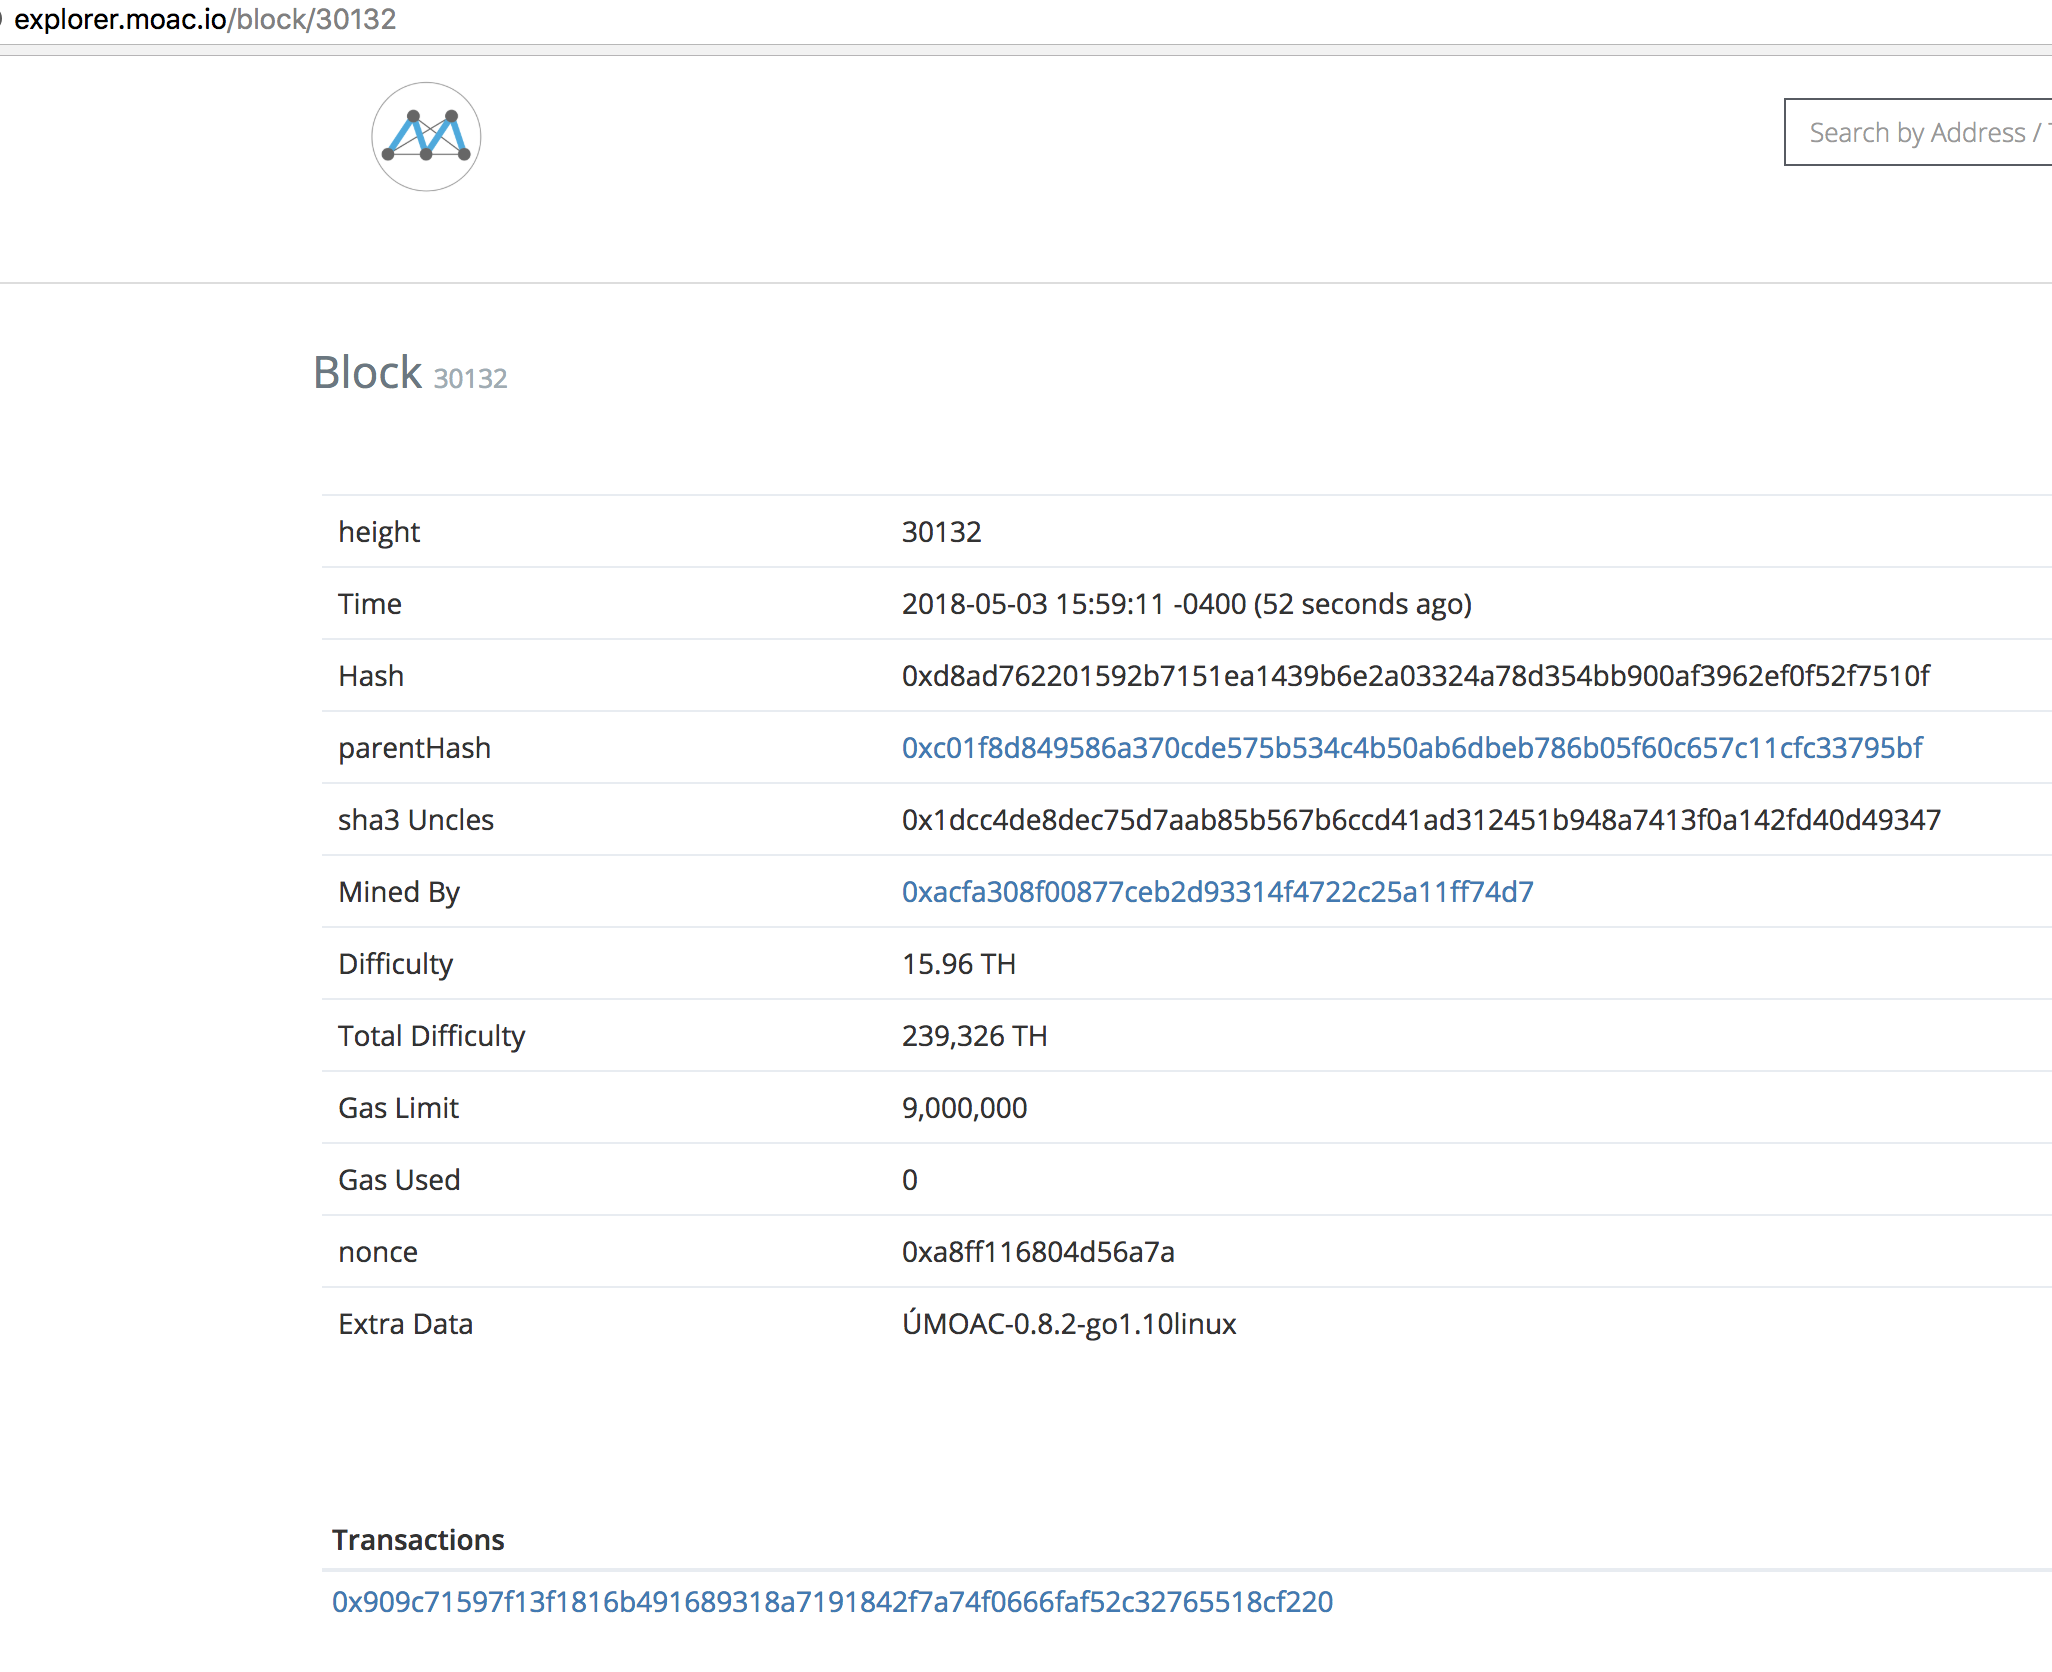 explorer.moac.io/block/30132
Search by Address /
Block 30132
height 30132
Time 2018-05-03 15:59:11 -0400 (52 seconds ago)
Hash 0xd8ad762201592b7151ea1439b6e2a03324a78d354bb900af3962ef0f52f7510f
parentHash 0xc01f8d849586a370cde575b534c4b50ab6dbeb786b05f60c657c11cfc33795bf
sha3 Uncles 0x1dcc4de8dec75d7aab85b567b6ccd41ad312451b948a7413f0a142fd40d49347
Mined By 0xacfa308f00877ceb2d93314f4722c25a11ff74d7
Difficulty 15.96 TH
Total Difficulty 239,326 TH
Gas Limit 9,000,000
Gas Used 0
nonce 0xa8ff116804d56a7a
Extra Data ÚMOAC-0.8.2-go1.10linux
Transactions
0x909c71597f13f1816b491689318a7191842f7a74f0666faf52c32765518cf220